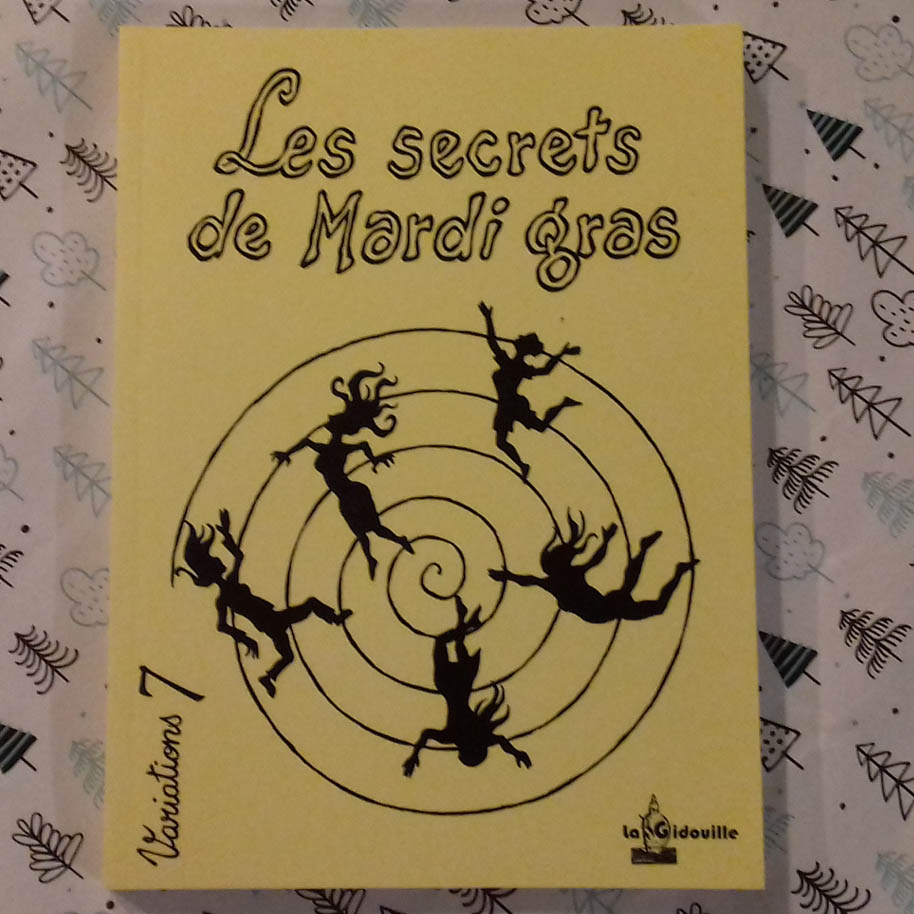 Les secrets
de Mardi gras
Variations 7
la Gidouille